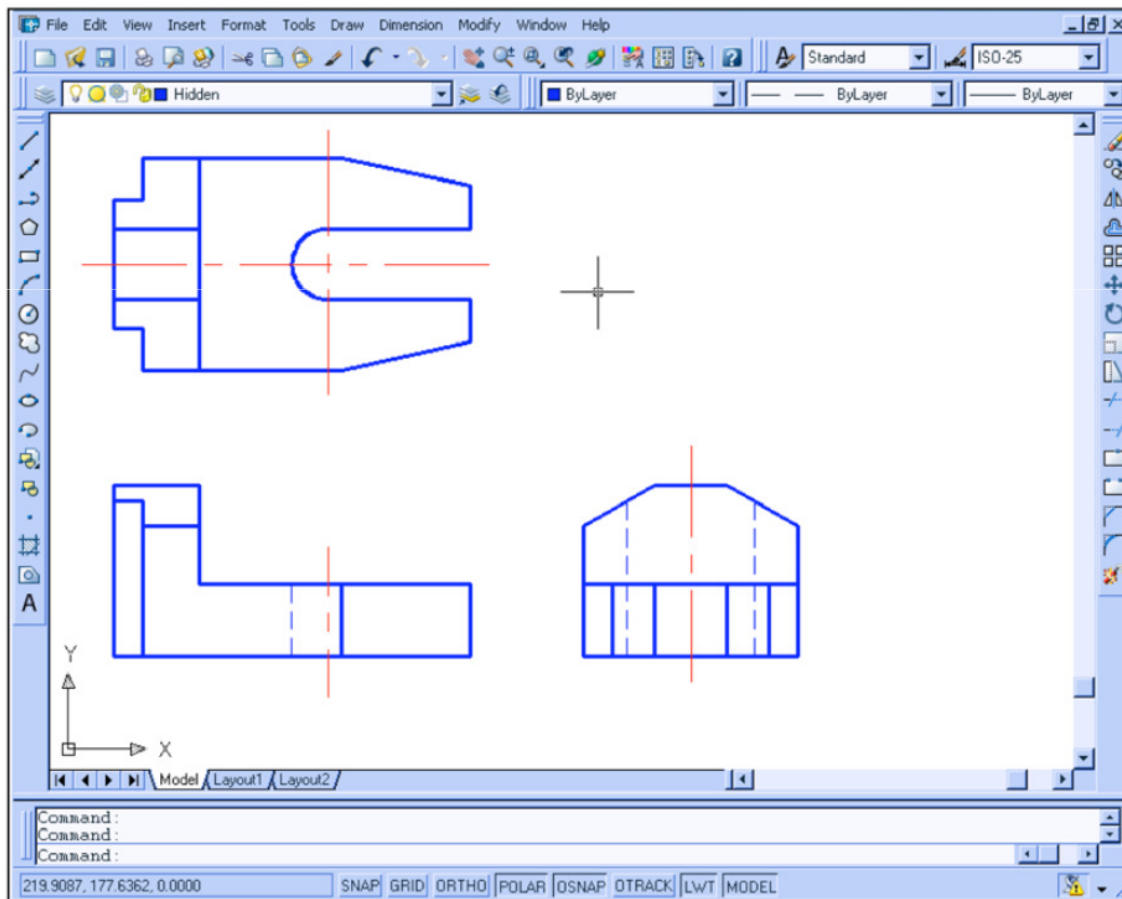 File Edit View Insert Format Tools Draw Dimension Modify Window Help
Standard ISO-25
Hidden ByLayer ByLayer ByLayer
A
Y
X
Model Layout1 Layout2
Command:
Command:
Command:
219.9087, 177.6362, 0.0000 SNAP GRID ORTHO POLAR OSNAP OTRACK LWT MODEL